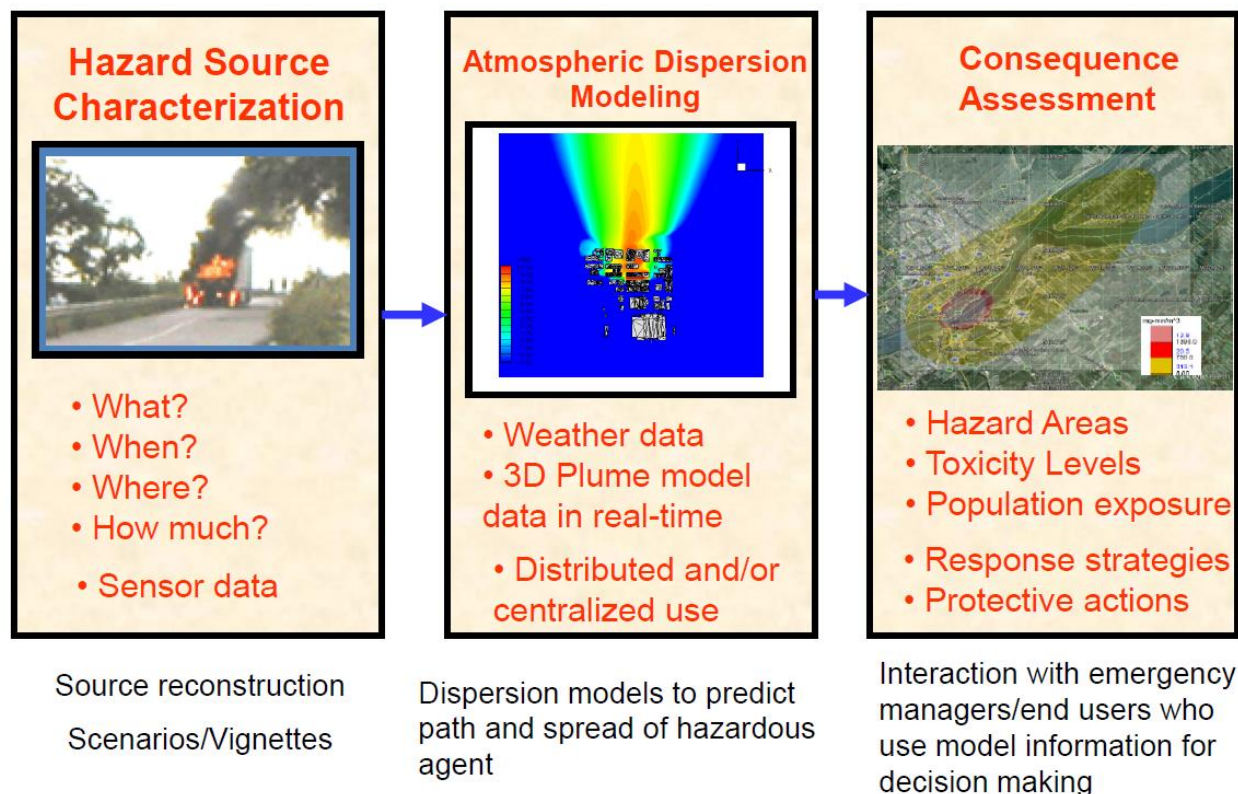 Hazard Source
Characterization
• What?
• When?
• Where?
• How much?
• Sensor data
Source reconstruction
Scenarios/Vignettes
Atmospheric Dispersion
Modeling
• Weather data
• 3D Plume model
data in real-time
• Distributed and/or
centralized use
Dispersion models to predict
path and spread of hazardous
agent
Consequence
Assessment
• Hazard Areas
• Toxicity Levels
• Population exposure
• Response strategies
• Protective actions
Interaction with emergency
managers/end users who
use model information for
decision making